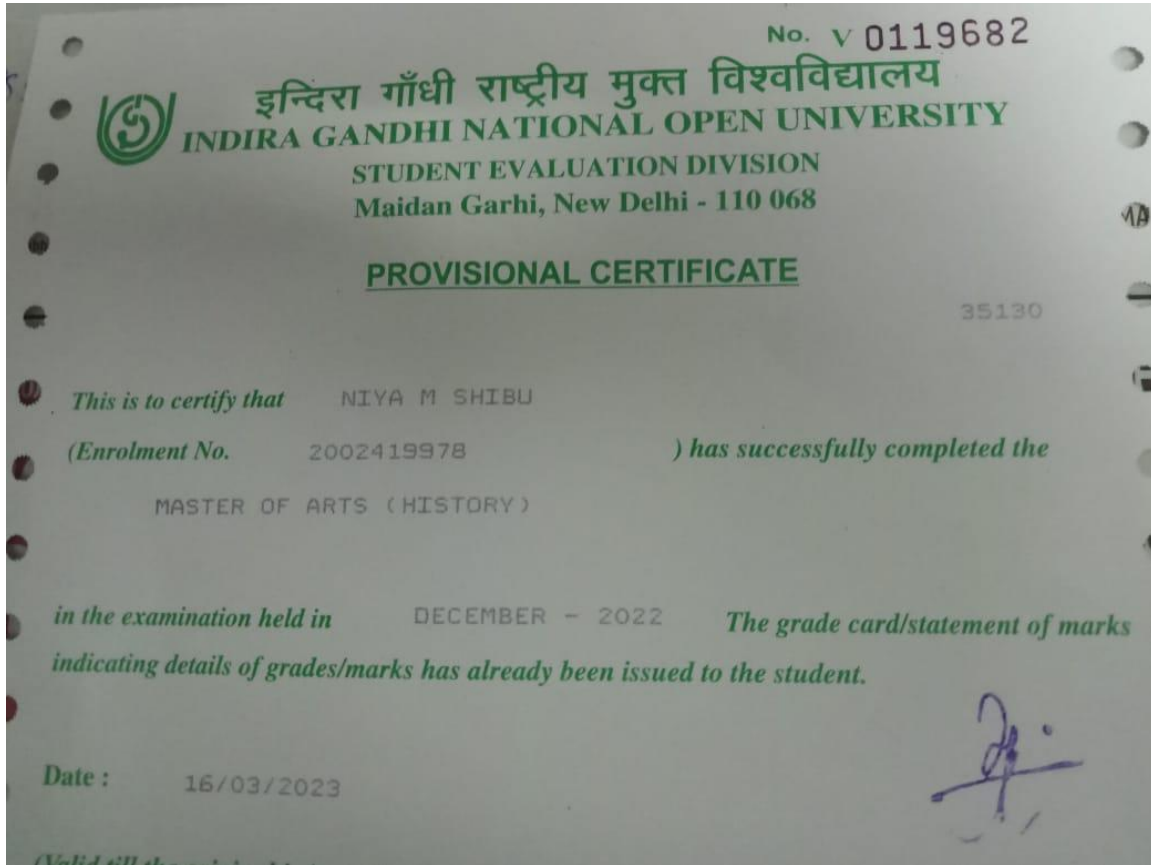 No. V 0119682
इन्दिरा गाँधी राष्ट्रीय मुक्त विश्वविद्यालय
INDIRA GANDHI NATIONAL OPEN UNIVERSITY
STUDENT EVALUATION DIVISION
Maidan Garhi, New Delhi - 110 068
PROVISIONAL CERTIFICATE
35130
This is to certify that NIYA M SHIBU
(Enrolment No. 2002419978 ) has successfully completed the
MASTER OF ARTS (HISTORY)
in the examination held in DECEMBER - 2022 The grade card/statement of marks
indicating details of grades/marks has already been issued to the student.
Date : 16/03/2023
(Valid till the